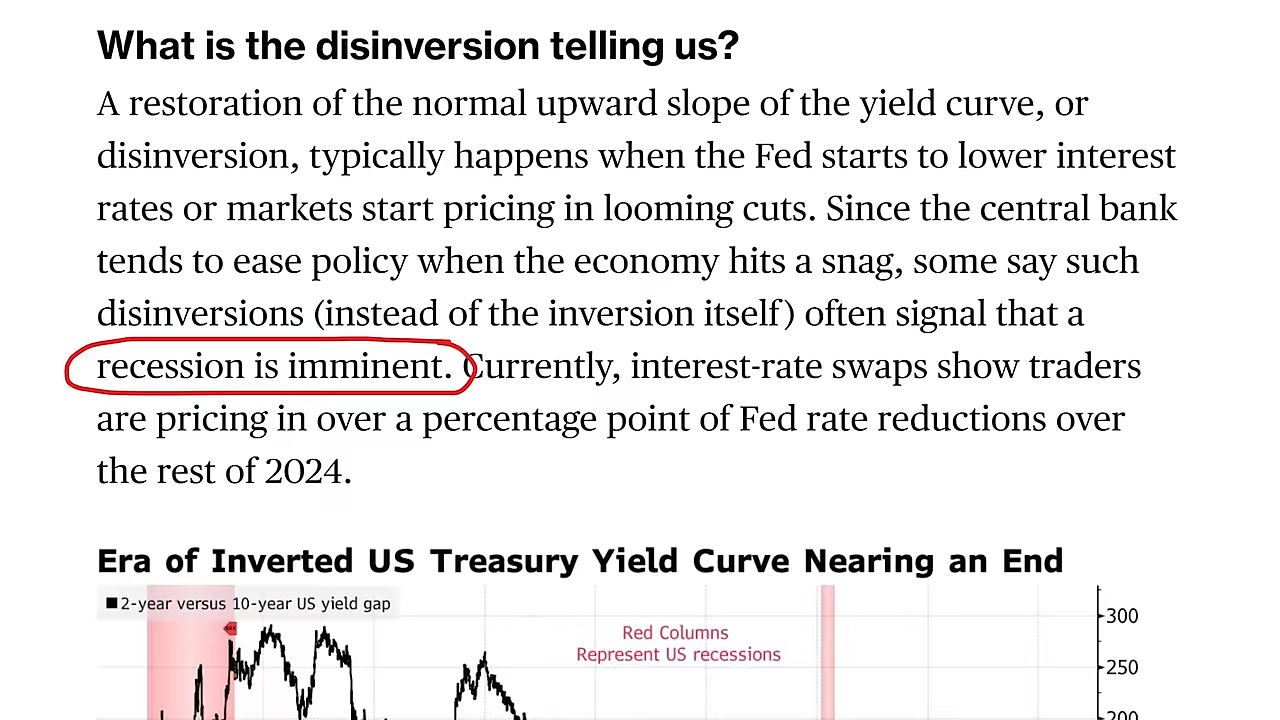 What is the disinversion telling us?
A restoration of the normal upward slope of the yield curve, or
disinversion, typically happens when the Fed starts to lower interest
rates or markets start pricing in looming cuts. Since the central bank
tends to ease policy when the economy hits a snag, some say such
disinversions (instead of the inversion itself) often signal that a
recession is imminent. Currently, interest-rate swaps show traders
are pricing in over a percentage point of Fed rate reductions over
the rest of 2024.
Era of Inverted US Treasury Yield Curve Nearing an End
2-year versus 10-year US yield gap
Red Columns
Represent US recessions
300
250
200